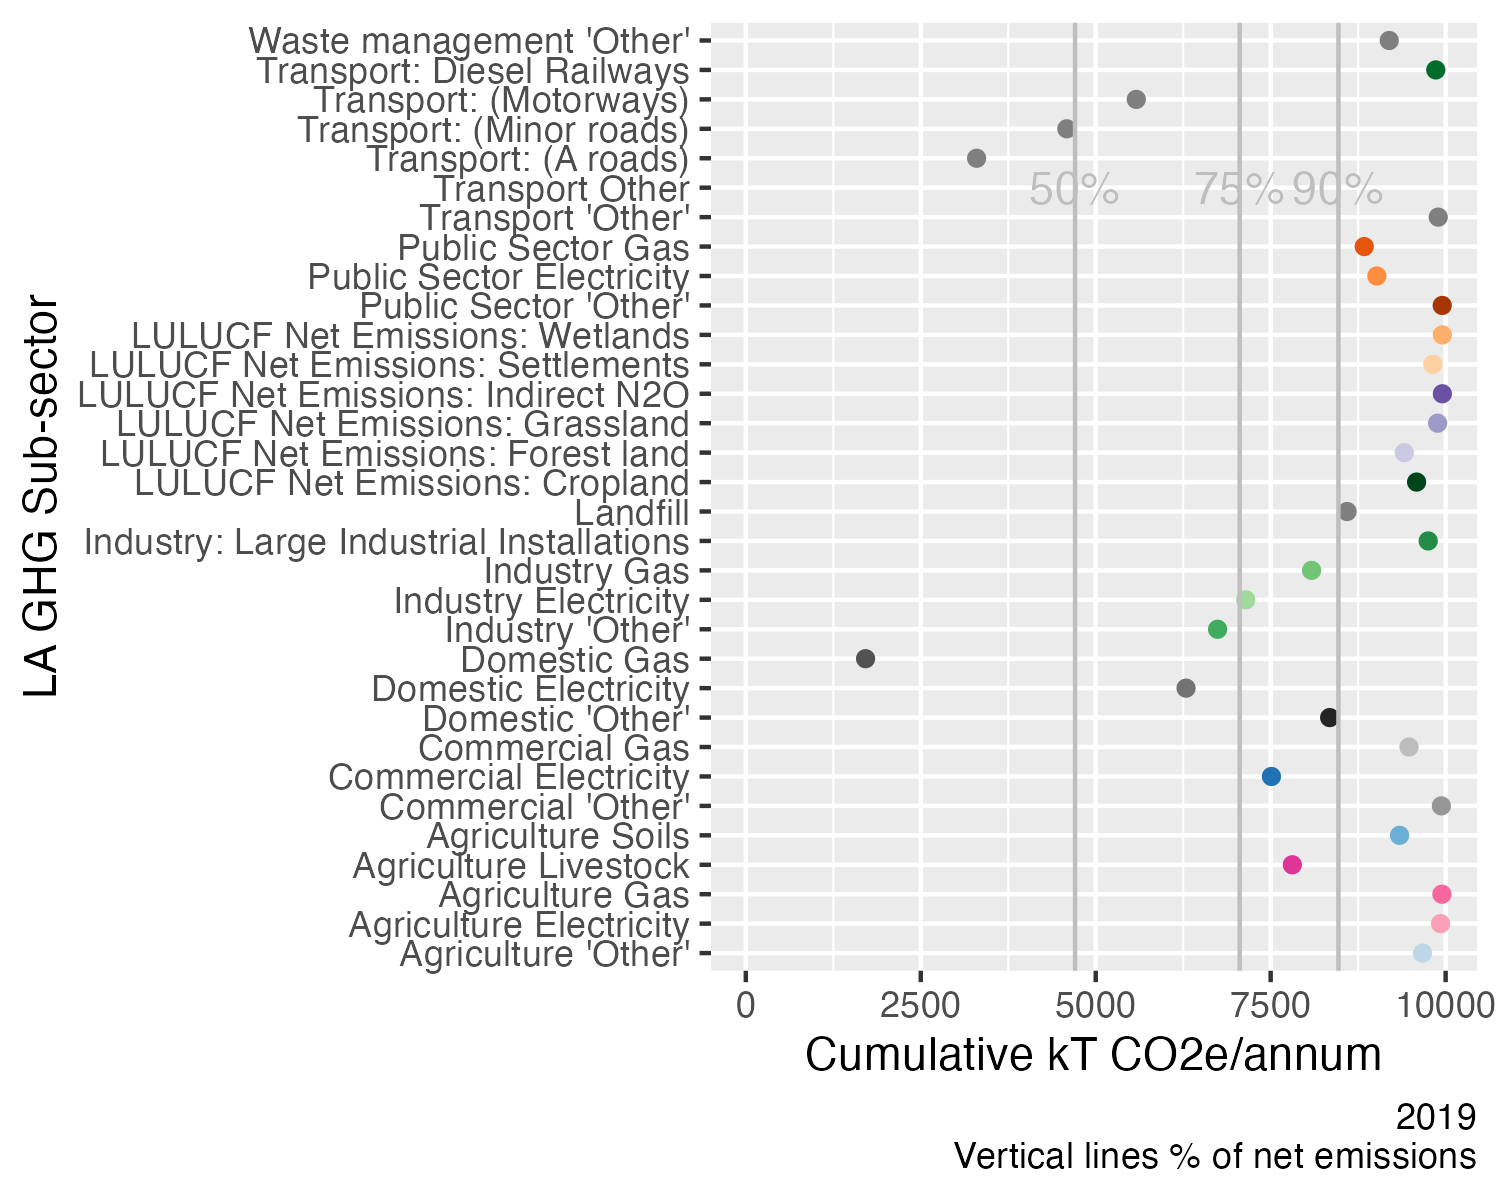 Waste management 'Other'
Transport: Diesel Railways
Transport: (Motorways)
Transport: (Minor roads)
Transport: (A roads)
Transport Other
50% 75% 90%
Transport 'Other'
Public Sector Gas
Public Sector Electricity
Public Sector 'Other'
LULUCF Net Emissions: Wetlands
LULUCF Net Emissions: Settlements
LULUCF Net Emissions: Indirect N2O
LULUCF Net Emissions: Grassland
LULUCF Net Emissions: Forest land
LULUCF Net Emissions: Cropland
Landfill
Industry: Large Industrial Installations
Industry Gas
Industry Electricity
Industry 'Other'
Domestic Gas
Domestic Electricity
Domestic 'Other'
Commercial Gas
Commercial Electricity
Commercial 'Other'
Agriculture Soils
Agriculture Livestock
Agriculture Gas
Agriculture Electricity
Agriculture 'Other'
LA GHG Sub-sector
0 2500 5000 7500 10000
Cumulative kT CO2e/annum
2019
Vertical lines % of net emissions